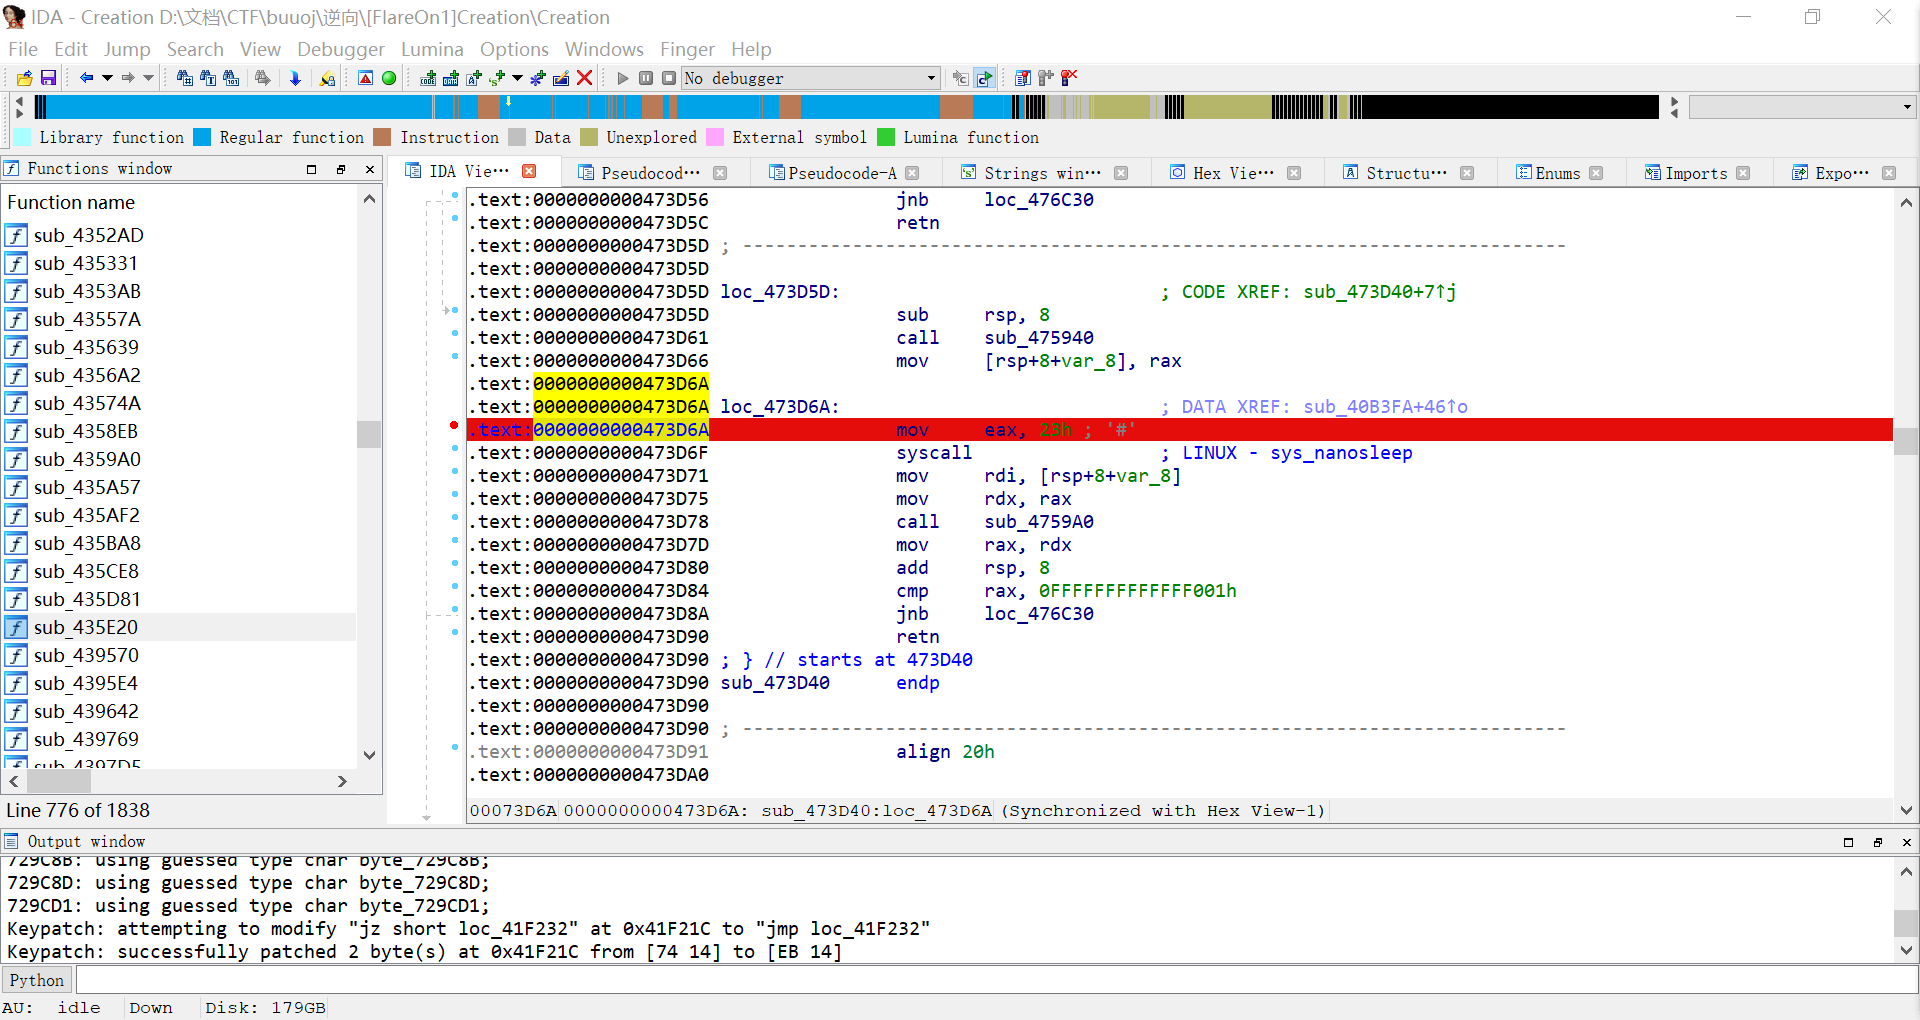 IDA - Creation D:\文档\CTF\buuoj\逆向\[FlareOn1]Creation\Creation
File Edit Jump Search View Debugger Lumina Options Windows Finger Help
No debugger
Library function Regular function Instruction Data Unexplored External symbol Lumina function
Functions window
IDA Vie··· Pseudocod··· Pseudocode-A Strings win··· Hex Vie··· Structu··· Enums Imports Expo···
Function name
sub_4352AD
sub_435331
sub_4353AB
sub_43557A
sub_435639
sub_4356A2
sub_43574A
sub_4358EB
sub_4359A0
sub_435A57
sub_435AF2
sub_435BA8
sub_435CE8
sub_435D81
sub_435E20
sub_439570
sub_4395E4
sub_439642
sub_439769
sub_4397D5
Line 776 of 1838
.text:0000000000473D56 jnb loc_476C30
.text:0000000000473D5C retn
.text:0000000000473D5D ; ---------------------------------------------------------------------------
.text:0000000000473D5D
.text:0000000000473D5D loc_473D5D: ; CODE XREF: sub_473D40+7↑j
.text:0000000000473D5D sub rsp, 8
.text:0000000000473D61 call sub_475940
.text:0000000000473D66 mov [rsp+8+var_8], rax
.text:0000000000473D6A
.text:0000000000473D6A loc_473D6A: ; DATA XREF: sub_40B3FA+46↑o
.text:0000000000473D6A mov eax, 23h ; '#'
.text:0000000000473D6F syscall ; LINUX - sys_nanosleep
.text:0000000000473D71 mov rdi, [rsp+8+var_8]
.text:0000000000473D75 mov rdx, rax
.text:0000000000473D78 call sub_4759A0
.text:0000000000473D7D mov rax, rdx
.text:0000000000473D80 add rsp, 8
.text:0000000000473D84 cmp rax, 0FFFFFFFFFFFFF001h
.text:0000000000473D8A jnb loc_476C30
.text:0000000000473D90 retn
.text:0000000000473D90 ; } // starts at 473D40
.text:0000000000473D90 sub_473D40 endp
.text:0000000000473D90
.text:0000000000473D90 ; ---------------------------------------------------------------------------
.text:0000000000473D91 align 20h
.text:0000000000473DA0
00073D6A 0000000000473D6A: sub_473D40:loc_473D6A (Synchronized with Hex View-1)
Output window
729C8B: using guessed type char byte_729C8B;
729C8D: using guessed type char byte_729C8D;
729CD1: using guessed type char byte_729CD1;
Keypatch: attempting to modify "jz short loc_41F232" at 0x41F21C to "jmp loc_41F232"
Keypatch: successfully patched 2 byte(s) at 0x41F21C from [74 14] to [EB 14]
Python
AU: idle Down Disk: 179GB